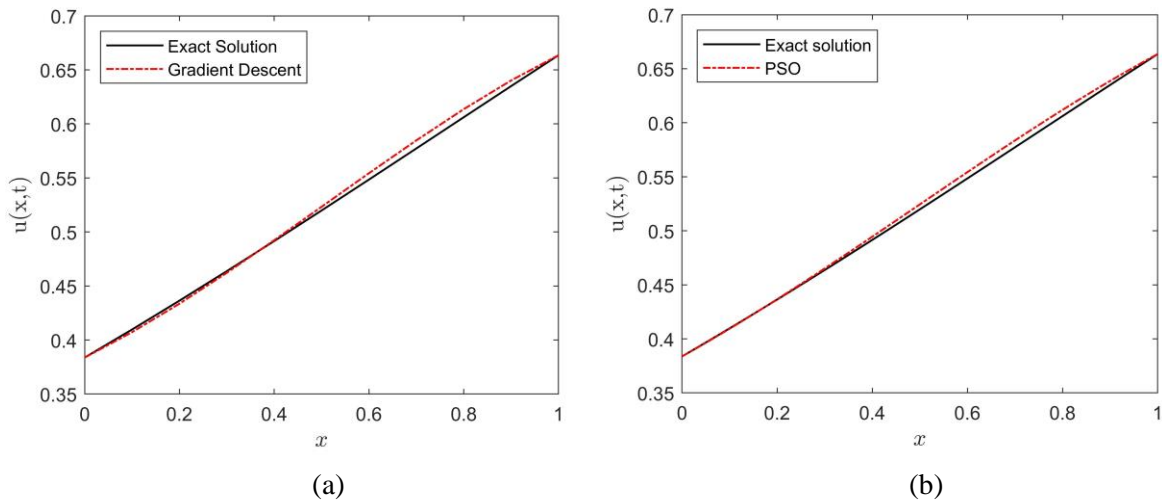 0.7
0.65
0.6
0.55
0.5
0.45
0.4
0.35
u(x,t)
Exact Solution
Gradient Descent
0 0.2 0.4 0.6 0.8 1
x
(a)
0.7
0.65
0.6
0.55
0.5
0.45
0.4
0.35
u(x,t)
Exact solution
PSO
0 0.2 0.4 0.6 0.8 1
x
(b)